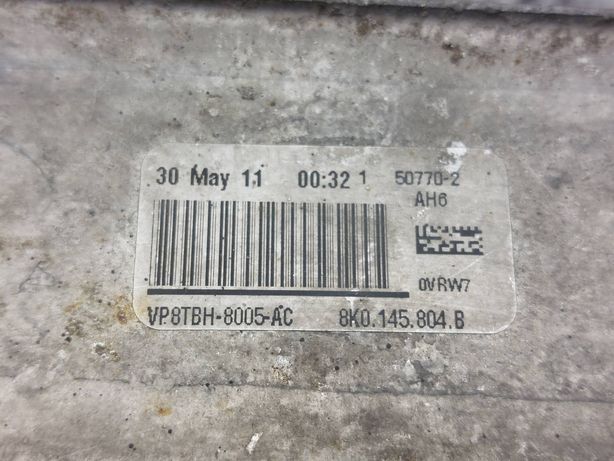 30 May 11 00:32 1 50770-2
AH6
0VRW7
VP8TBH-8005-AC 8K0.145.804.B